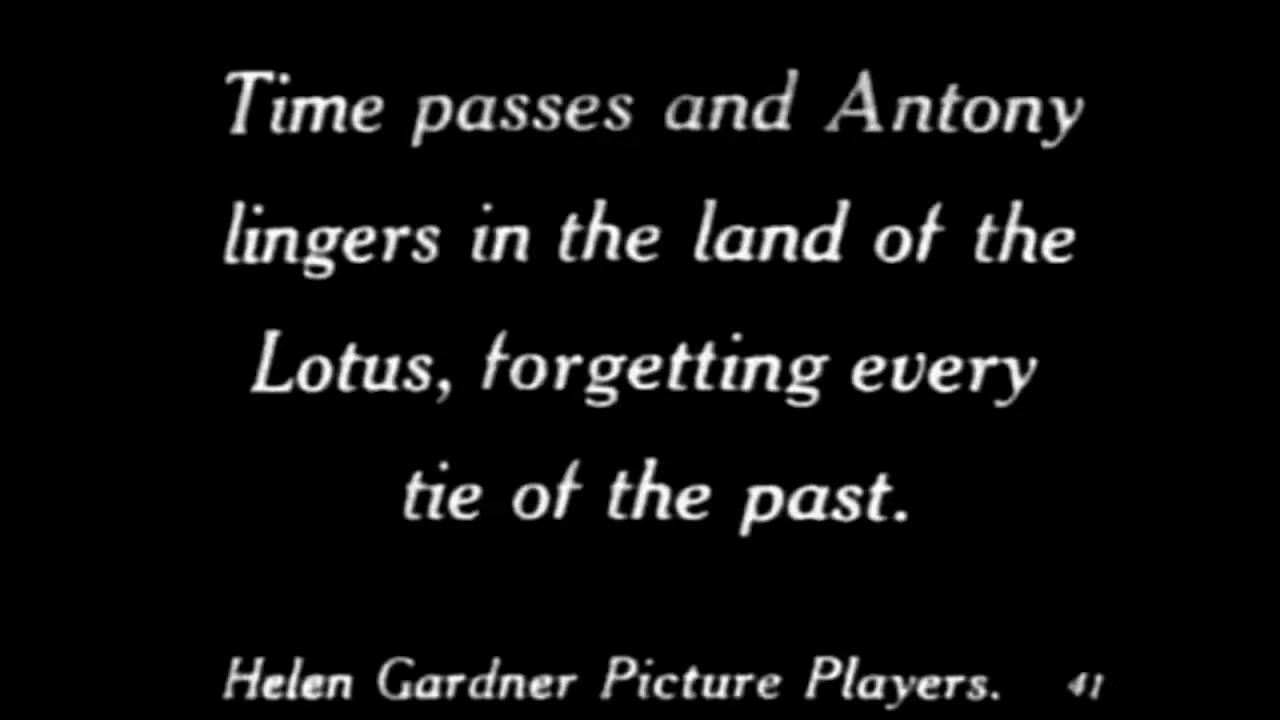 Time passes and Antony
lingers in the land of the
Lotus, forgetting every
tie of the past.
Helen Gardner Picture Players. 41